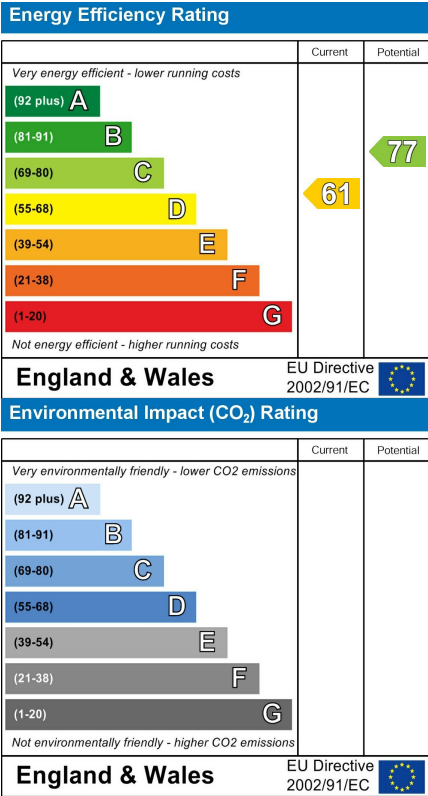 Energy Efficiency Rating
Current Potential
Very energy efficient - lower running costs
(92 plus) A
(81-91) B
77
(69-80) C
61
(55-68) D
(39-54) E
(21-38) F
(1-20) G
Not energy efficient - higher running costs
England & Wales
EU Directive
2002/91/EC
Environmental Impact (CO₂) Rating
Current Potential
Very environmentally friendly - lower CO2 emissions
(92 plus) A
(81-91) B
(69-80) C
(55-68) D
(39-54) E
(21-38) F
(1-20) G
Not environmentally friendly - higher CO2 emissions
England & Wales
EU Directive
2002/91/EC